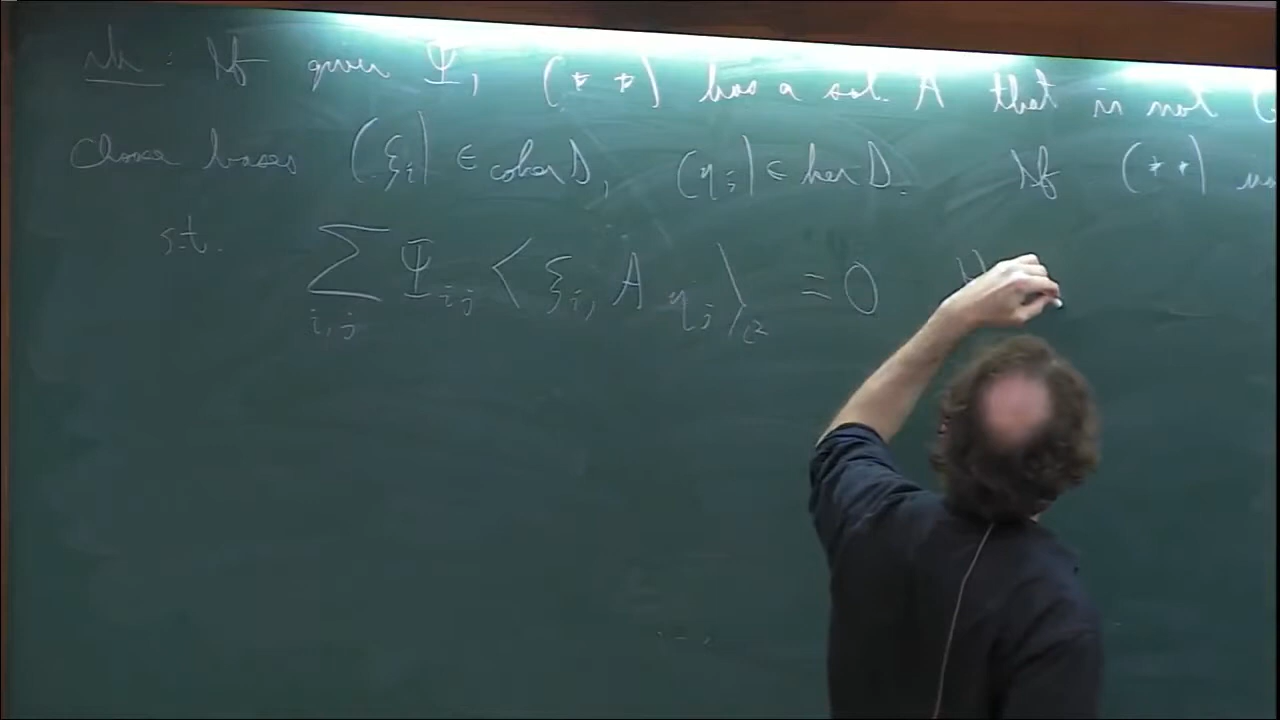 rk : If given Ψ, (**) has a sol. A that is not
Choose bases (ξ_i) ∈ coker D, (η_j) ∈ ker D. If (**)
s.t. Σ_{i,j} Ψ_{ij} ⟨ξ_i, A η_j⟩_{L²} ≡ 0